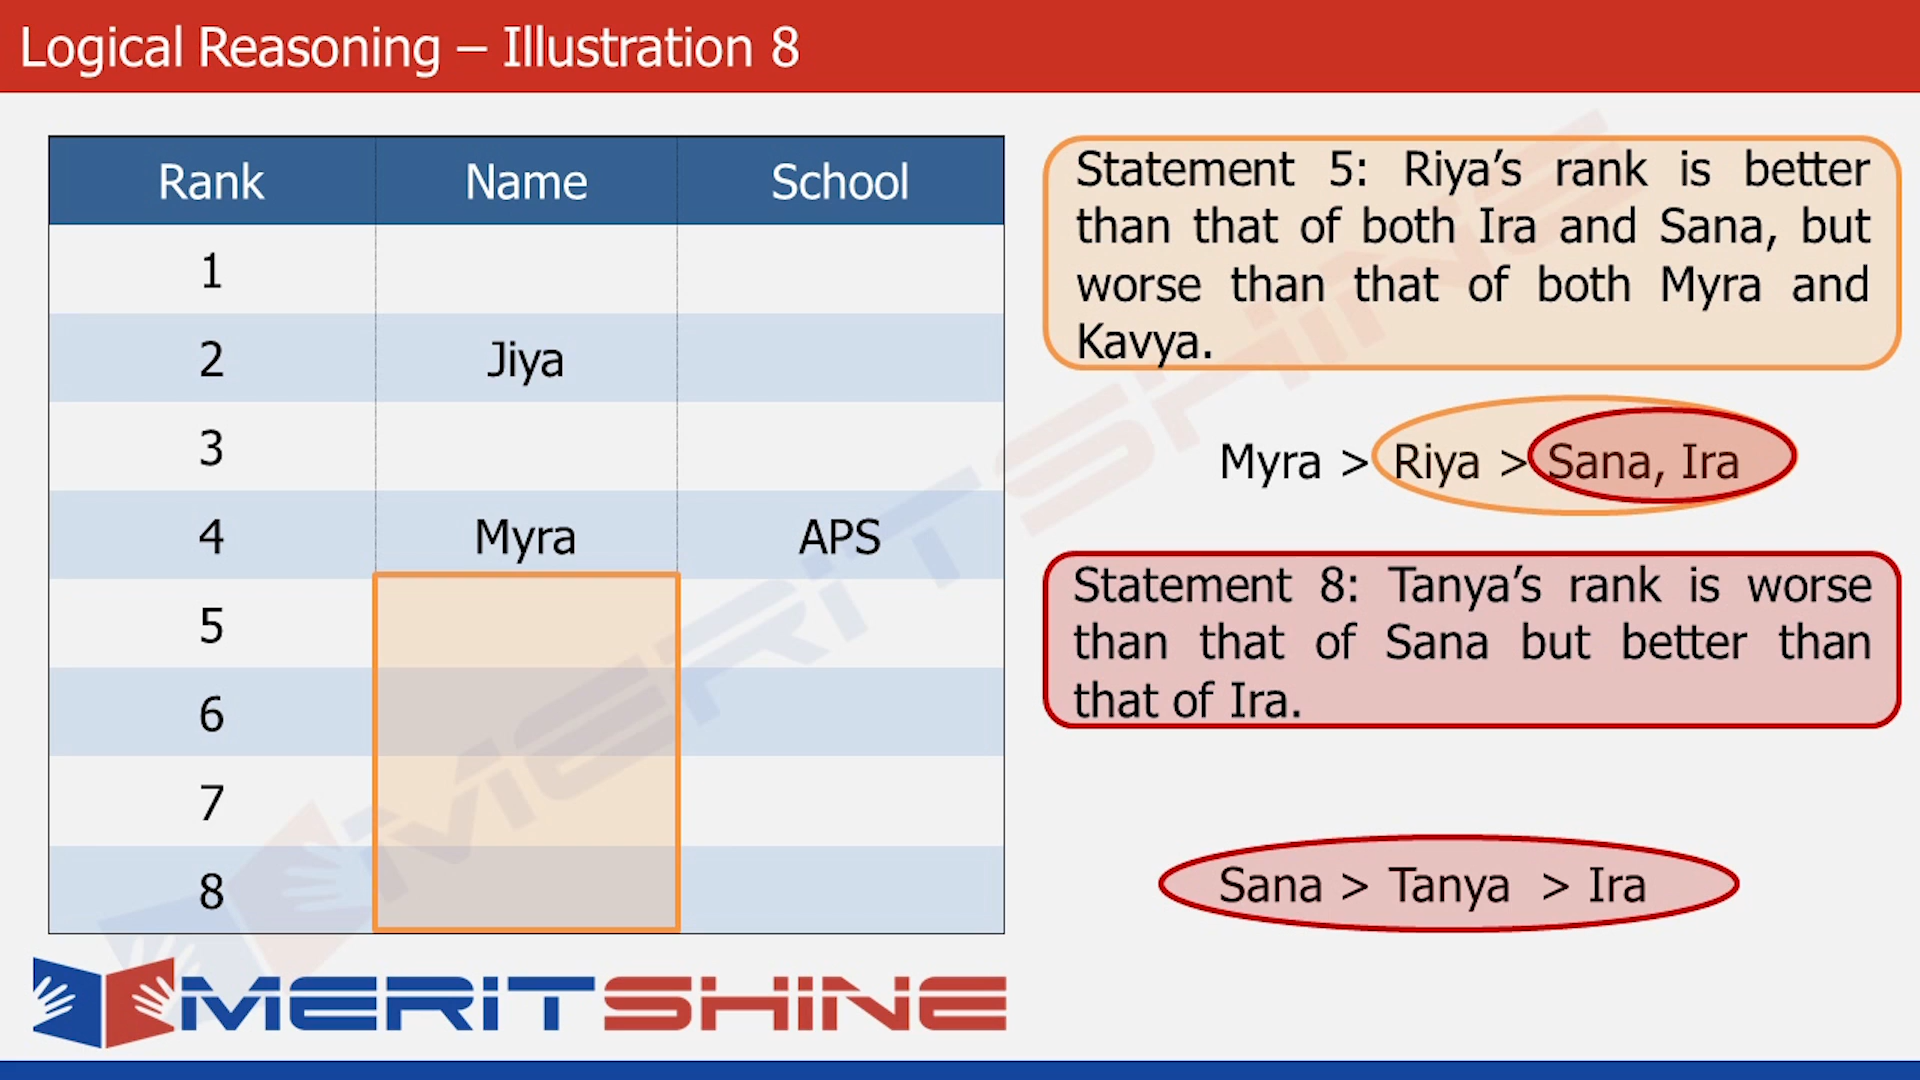 Logical Reasoning – Illustration 8
Rank Name School
1
2 Jiya
3
4 Myra APS
5
6
7
8
Statement 5: Riya’s rank is better
than that of both Ira and Sana, but
worse than that of both Myra and
Kavya.
Myra > Riya > Sana, Ira
Statement 8: Tanya’s rank is worse
than that of Sana but better than
that of Ira.
Sana > Tanya > Ira
MERITSHINE
MERITSHINE